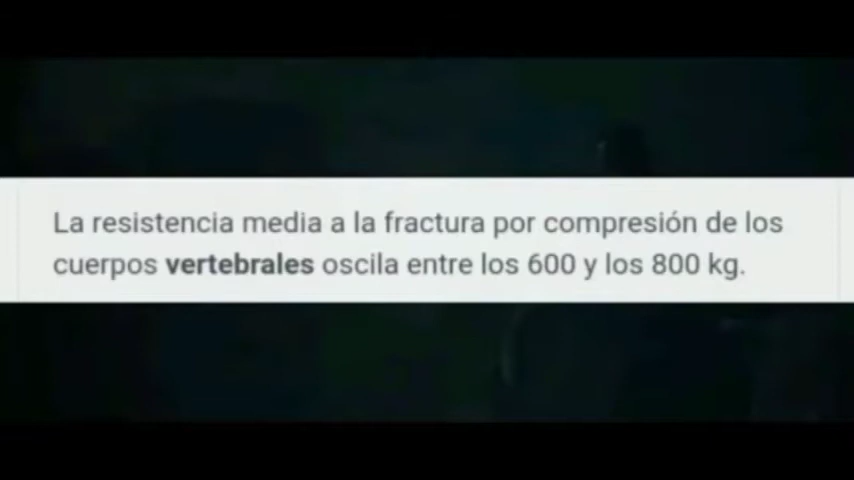 La resistencia media a la fractura por compresión de los
cuerpos vertebrales oscila entre los 600 y los 800 kg.